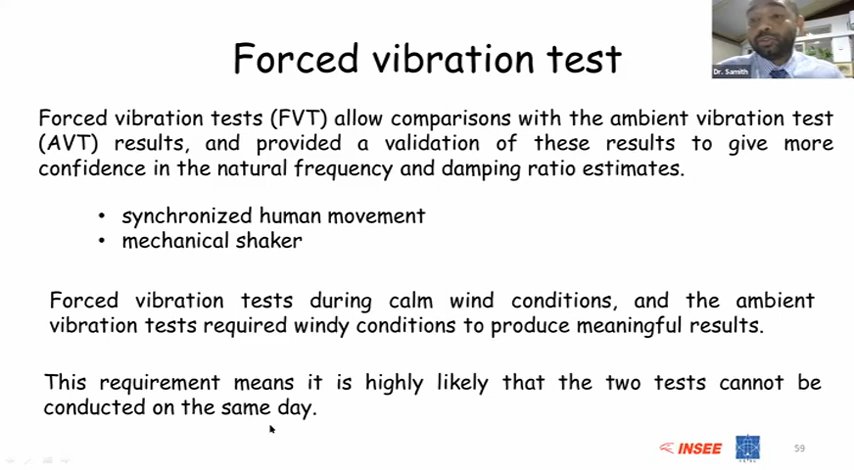 Dr. Samith
Forced vibration test
Forced vibration tests (FVT) allow comparisons with the ambient vibration test
(AVT) results, and provided a validation of these results to give more
confidence in the natural frequency and damping ratio estimates.
• synchronized human movement
• mechanical shaker
Forced vibration tests during calm wind conditions, and the ambient
vibration tests required windy conditions to produce meaningful results.
This requirement means it is highly likely that the two tests cannot be
conducted on the same day.
INSEE
59